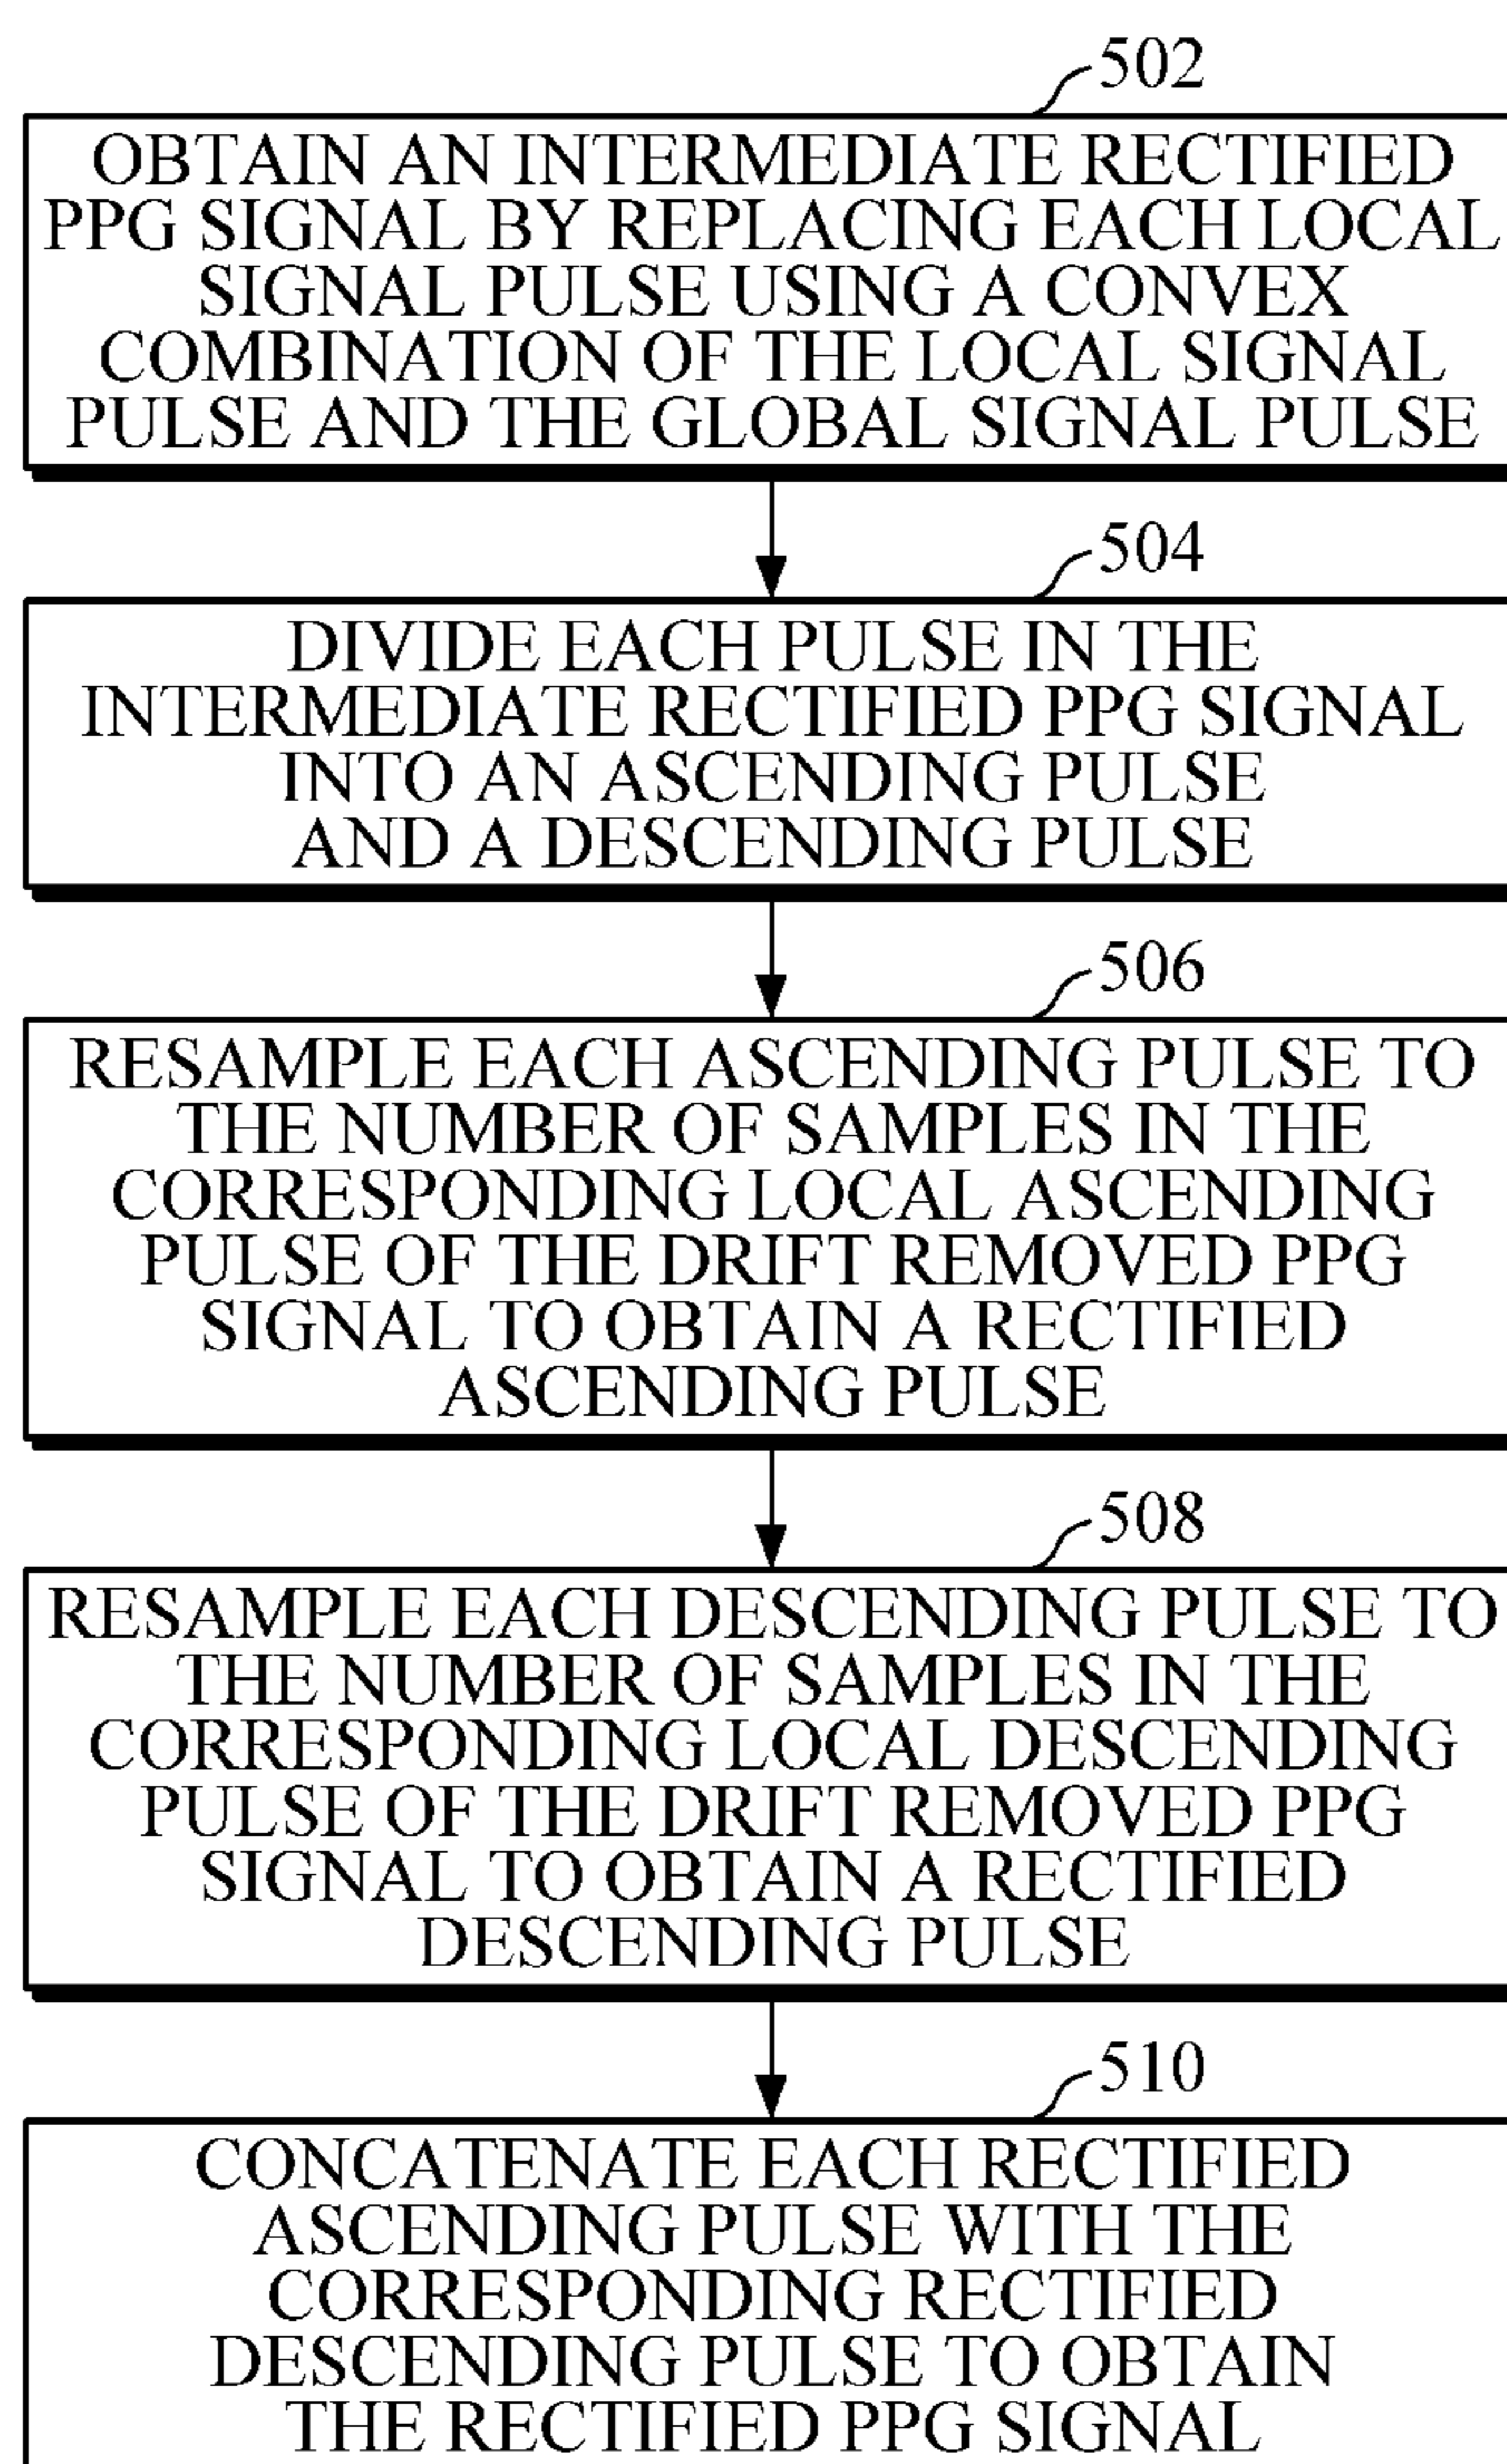 502
OBTAIN AN INTERMEDIATE RECTIFIED
PPG SIGNAL BY REPLACING EACH LOCAL
SIGNAL PULSE USING A CONVEX
COMBINATION OF THE LOCAL SIGNAL
PULSE AND THE GLOBAL SIGNAL PULSE
504
DIVIDE EACH PULSE IN THE
INTERMEDIATE RECTIFIED PPG SIGNAL
INTO AN ASCENDING PULSE
AND A DESCENDING PULSE
506
RESAMPLE EACH ASCENDING PULSE TO
THE NUMBER OF SAMPLES IN THE
CORRESPONDING LOCAL ASCENDING
PULSE OF THE DRIFT REMOVED PPG
SIGNAL TO OBTAIN A RECTIFIED
ASCENDING PULSE
508
RESAMPLE EACH DESCENDING PULSE TO
THE NUMBER OF SAMPLES IN THE
CORRESPONDING LOCAL DESCENDING
PULSE OF THE DRIFT REMOVED PPG
SIGNAL TO OBTAIN A RECTIFIED
DESCENDING PULSE
510
CONCATENATE EACH RECTIFIED
ASCENDING PULSE WITH THE
CORRESPONDING RECTIFIED
DESCENDING PULSE TO OBTAIN
THE RECTIFIED PPG SIGNAL